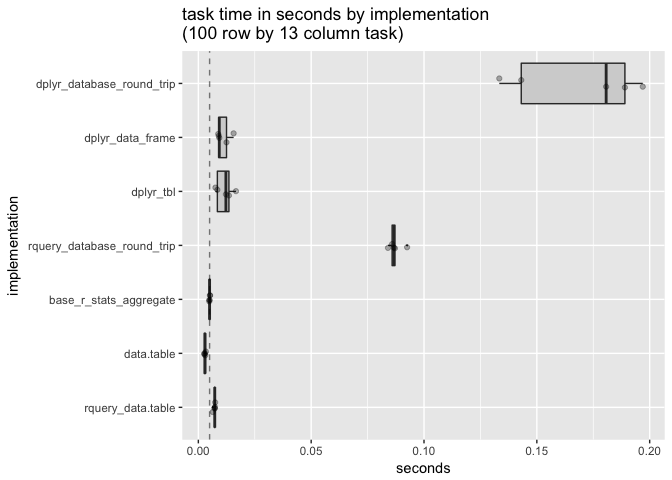 task time in seconds by implementation
(100 row by 13 column task)
implementation
dplyr_database_round_trip
dplyr_data_frame
dplyr_tbl
rquery_database_round_trip
base_r_stats_aggregate
data.table
rquery_data.table
0.00 0.05 0.10 0.15 0.20
seconds